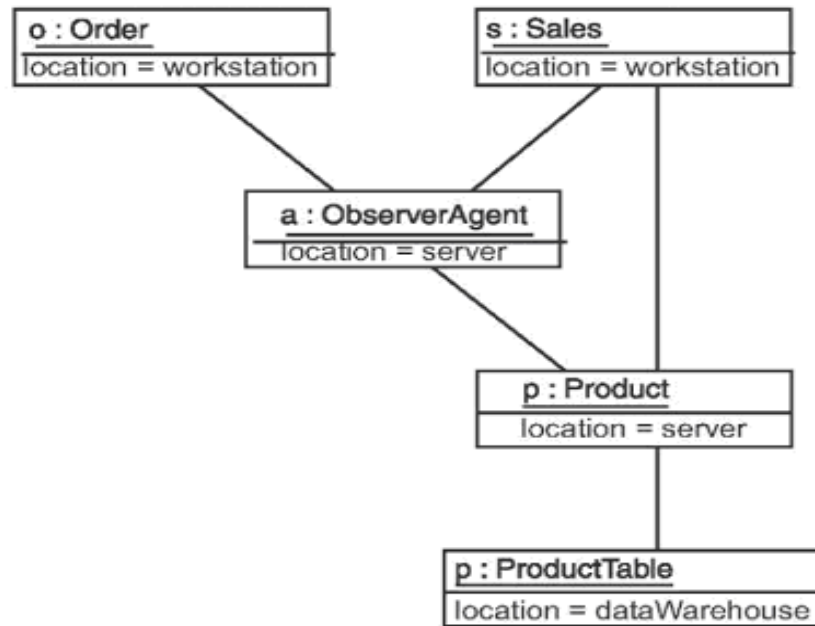 o : Order
location = workstation
s : Sales
location = workstation
a : ObserverAgent
location = server
p : Product
location = server
p : ProductTable
location = dataWarehouse